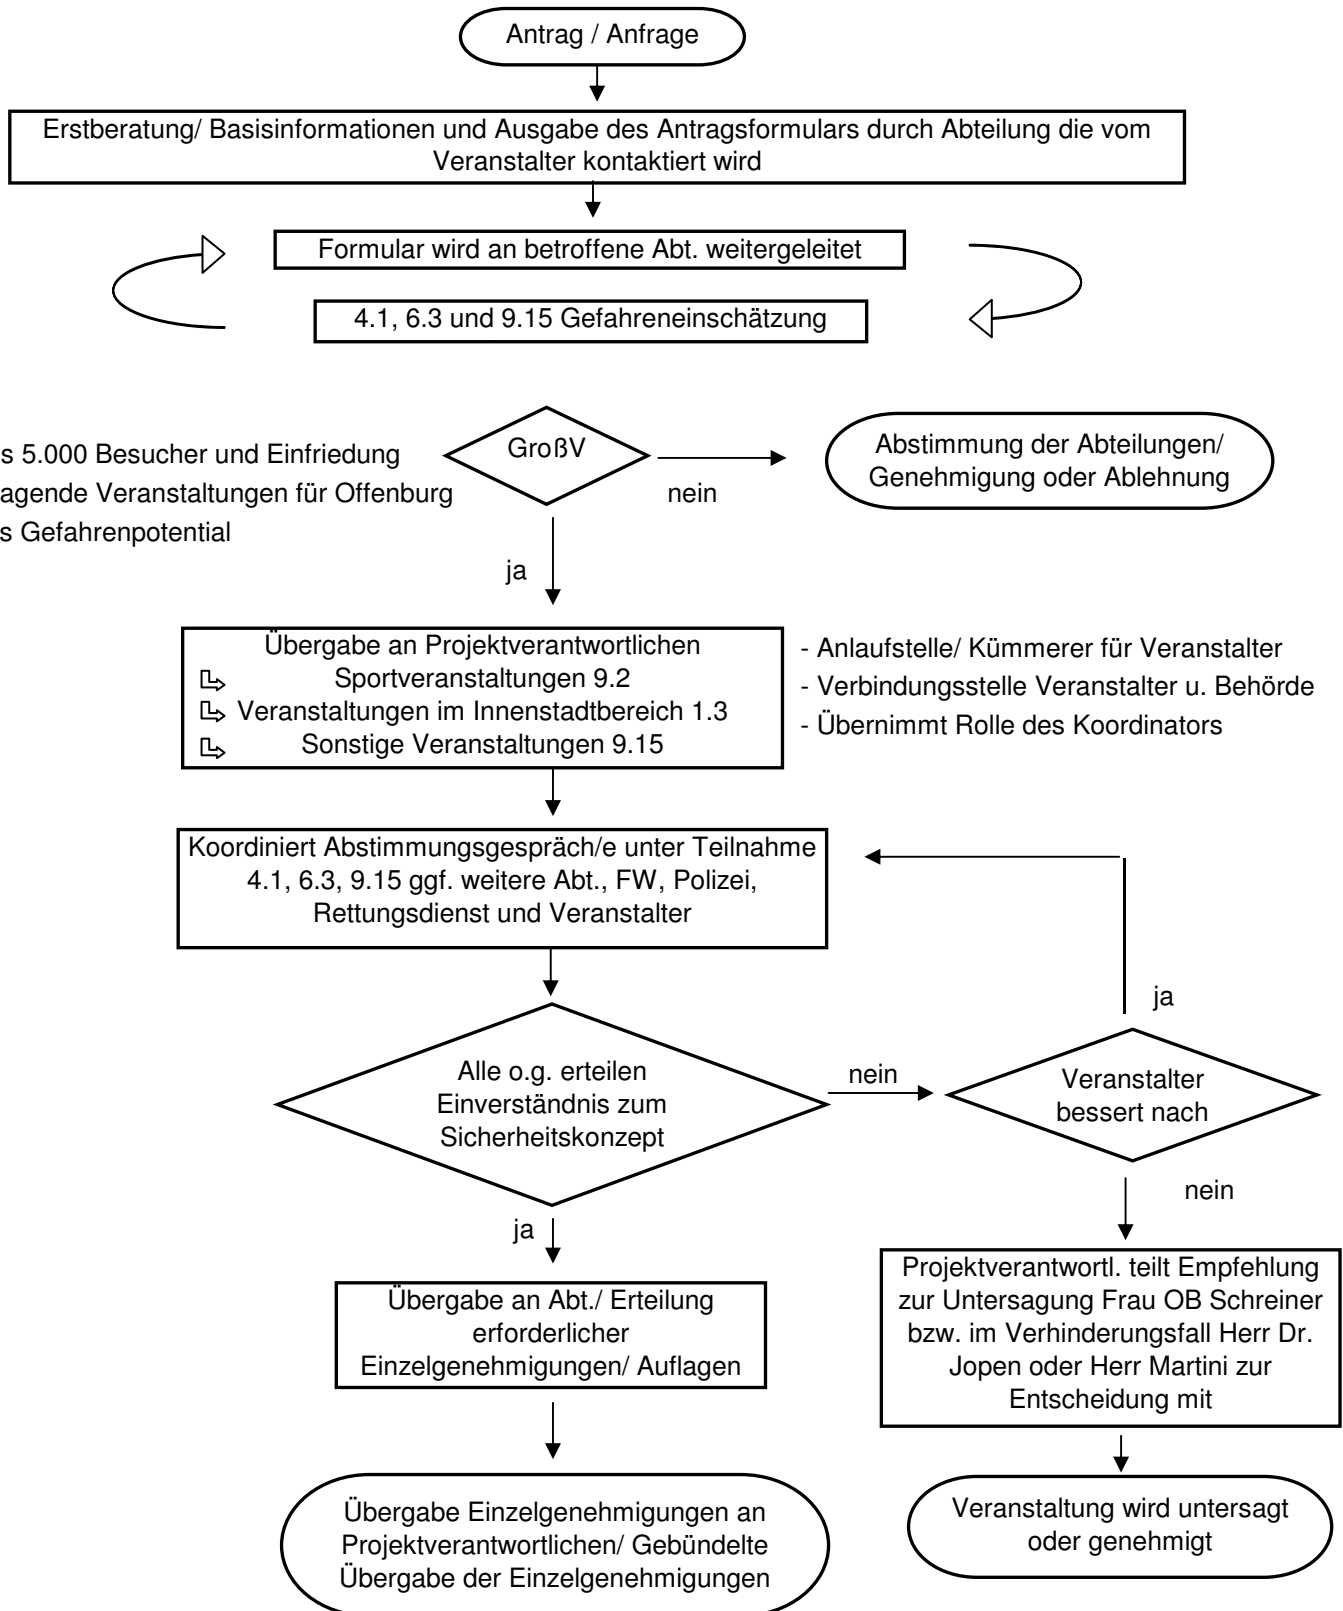 Antrag / Anfrage
Erstberatung/ Basisinformationen und Ausgabe des Antragsformulars durch Abteilung die vom
Veranstalter kontaktiert wird
Formular wird an betroffene Abt. weitergeleitet
4.1, 6.3 und 9.15 Gefahreneinschätzung
s 5.000 Besucher und Einfriedung
agende Veranstaltungen für Offenburg
s Gefahrenpotential
GroßV
nein
Abstimmung der Abteilungen/
Genehmigung oder Ablehnung
ja
Übergabe an Projektverantwortlichen
Sportveranstaltungen 9.2
Veranstaltungen im Innenstadtbereich 1.3
Sonstige Veranstaltungen 9.15
- Anlaufstelle/ Kümmerer für Veranstalter
- Verbindungsstelle Veranstalter u. Behörde
- Übernimmt Rolle des Koordinators
Koordiniert Abstimmungsgespräch/e unter Teilnahme
4.1, 6.3, 9.15 ggf. weitere Abt., FW, Polizei,
Rettungsdienst und Veranstalter
ja
Alle o.g. erteilen
Einverständnis zum
Sicherheitskonzept
nein
Veranstalter
bessert nach
nein
ja
Übergabe an Abt./ Erteilung
erforderlicher
Einzelgenehmigungen/ Auflagen
Projektverantwortl. teilt Empfehlung
zur Untersagung Frau OB Schreiner
bzw. im Verhinderungsfall Herr Dr.
Jopen oder Herr Martini zur
Entscheidung mit
Übergabe Einzelgenehmigungen an
Projektverantwortlichen/ Gebündelte
Übergabe der Einzelgenehmigungen
Veranstaltung wird untersagt
oder genehmigt